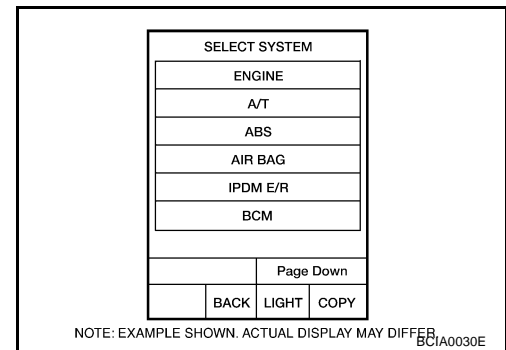 SELECT SYSTEM
ENGINE
A/T
ABS
AIR BAG
IPDM E/R
BCM
Page Down
BACK LIGHT COPY
NOTE: EXAMPLE SHOWN. ACTUAL DISPLAY MAY DIFFER.
BCIA0030E